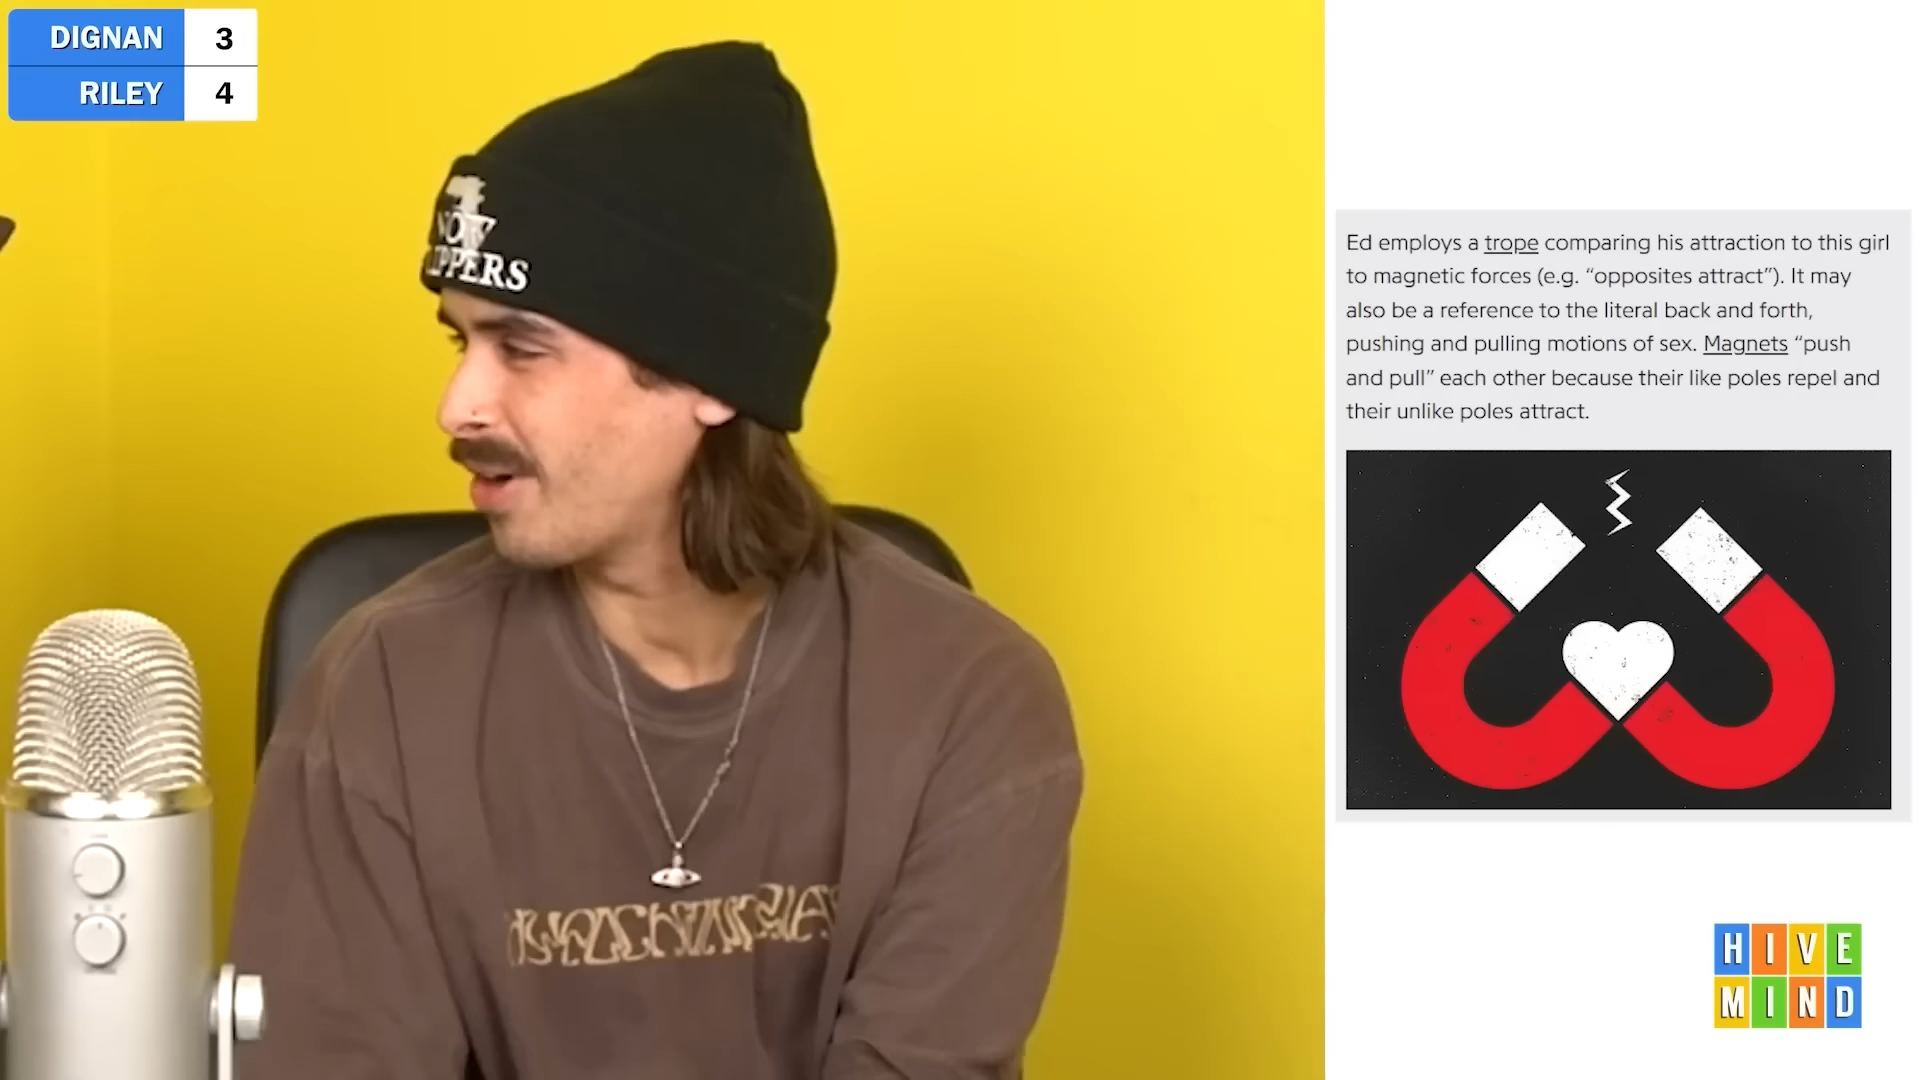 DIGNAN 3
RILEY 4
NOW
Ed employs a trope comparing his attraction to this girl
to magnetic forces (e.g. “opposites attract”). It may
also be a reference to the literal back and forth,
pushing and pulling motions of sex. Magnets “push
and pull” each other because their like poles repel and
their unlike poles attract.
HIVE
MIND